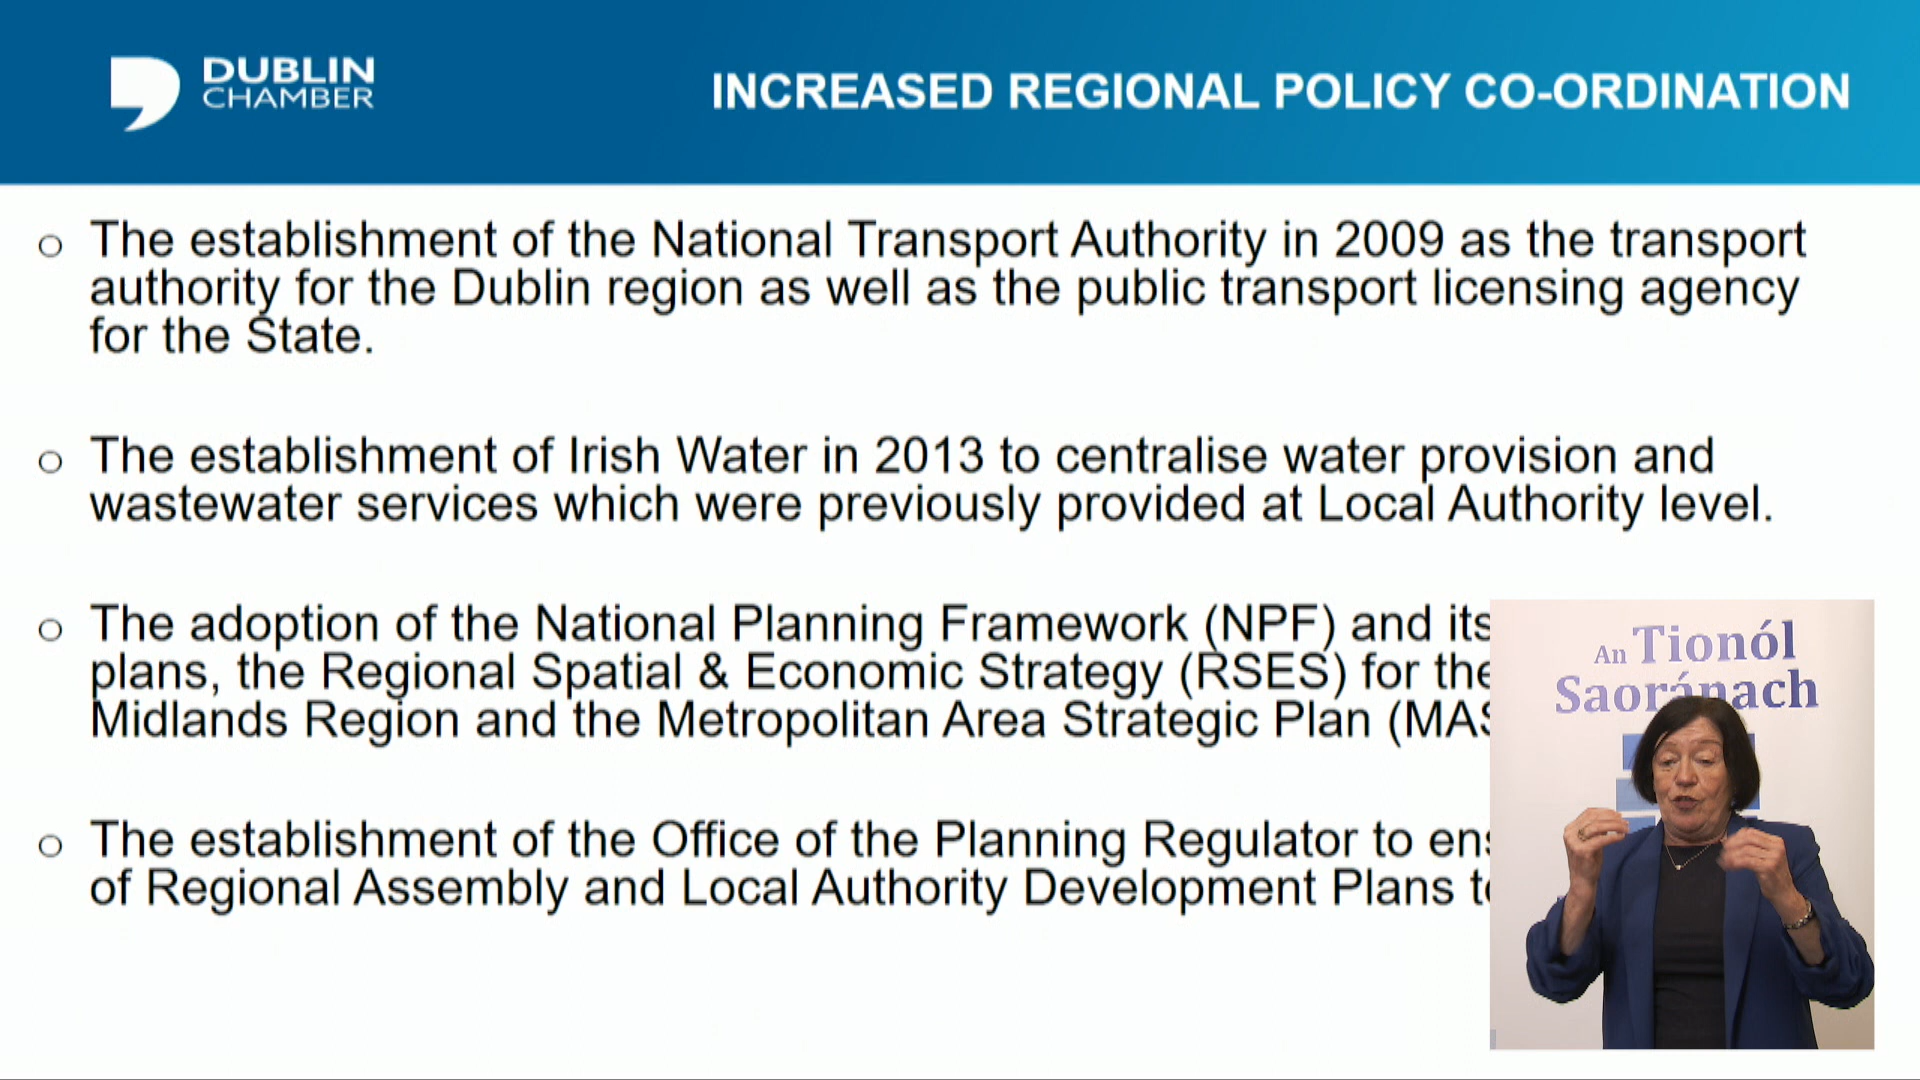 DUBLIN
CHAMBER
INCREASED REGIONAL POLICY CO-ORDINATION
The establishment of the National Transport Authority in 2009 as the transport
authority for the Dublin region as well as the public transport licensing agency
for the State.
The establishment of Irish Water in 2013 to centralise water provision and
wastewater services which were previously provided at Local Authority level.
The adoption of the National Planning Framework (NPF) and its
plans, the Regional Spatial & Economic Strategy (RSES) for the
Midlands Region and the Metropolitan Area Strategic Plan
The establishment of the Office of the Planning Regulator to
of Regional Assembly and Local Authority Development Plans
An Tionól
Saoránach